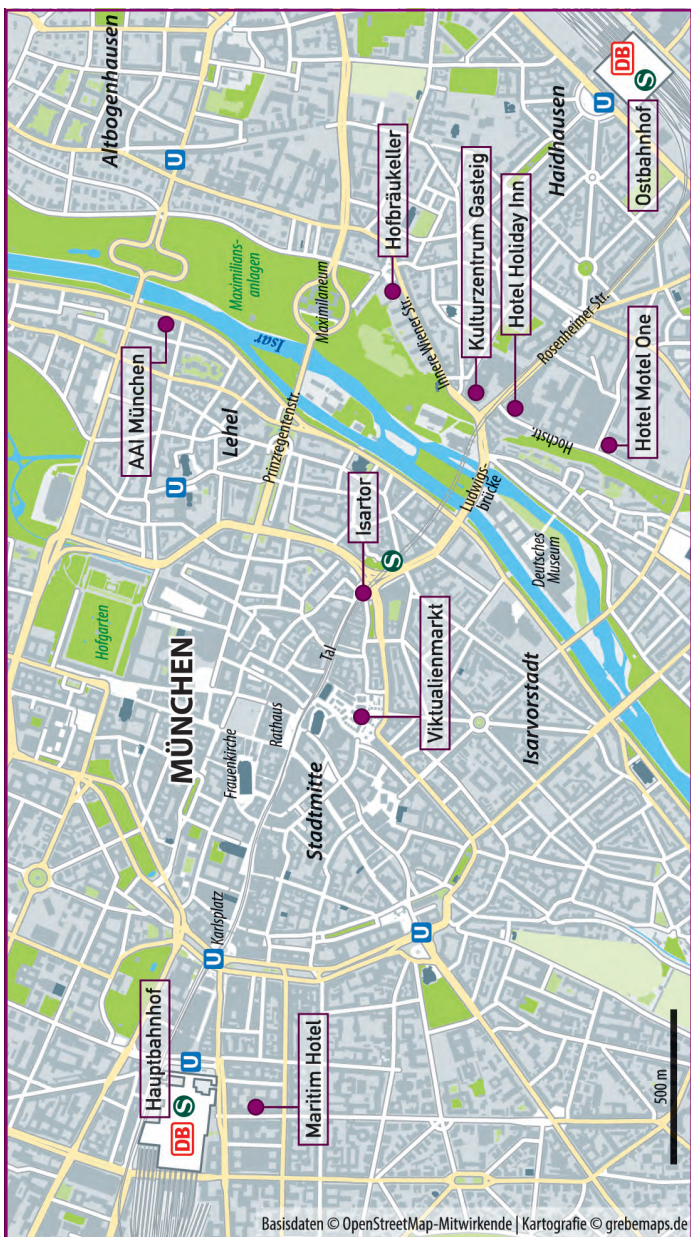 Altbogenhausen
U
DB
S
U
Ostbahnhof
Haidhausen
Hofbräukeller
Kulturzentrum Gasteig
Hotel Holiday Inn
Maximilians-
anlagen
Maximilaneum
Innere Wiener Str.
Rosenheimer Str.
Isar
AAI München
Lehel
Prinzregentenstr.
U
Hochstr.
Hotel Motel One
Ludwigs-
brücke
Isartor
S
Deutsches
Museum
Hofgarten
MÜNCHEN
Tal
Viktualienmarkt
Isarvorstadt
Rathaus
Frauenkirche
Stadtmitte
Karlsplatz
U
U
Hauptbahnhof
DB
S
U
Maritim Hotel
500 m
Basisdaten © OpenStreetMap-Mitwirkende | Kartografie © grebemaps.de